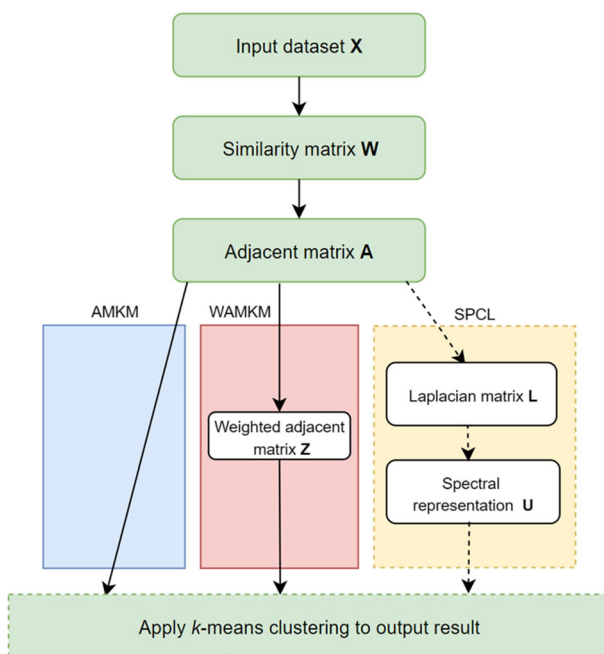 Input dataset X
Similarity matrix W
Adjacent matrix A
AMKM
WAMKM
SPCL
Laplacian matrix L
Weighted adjacent
matrix Z
Spectral
representation U
Apply k-means clustering to output result